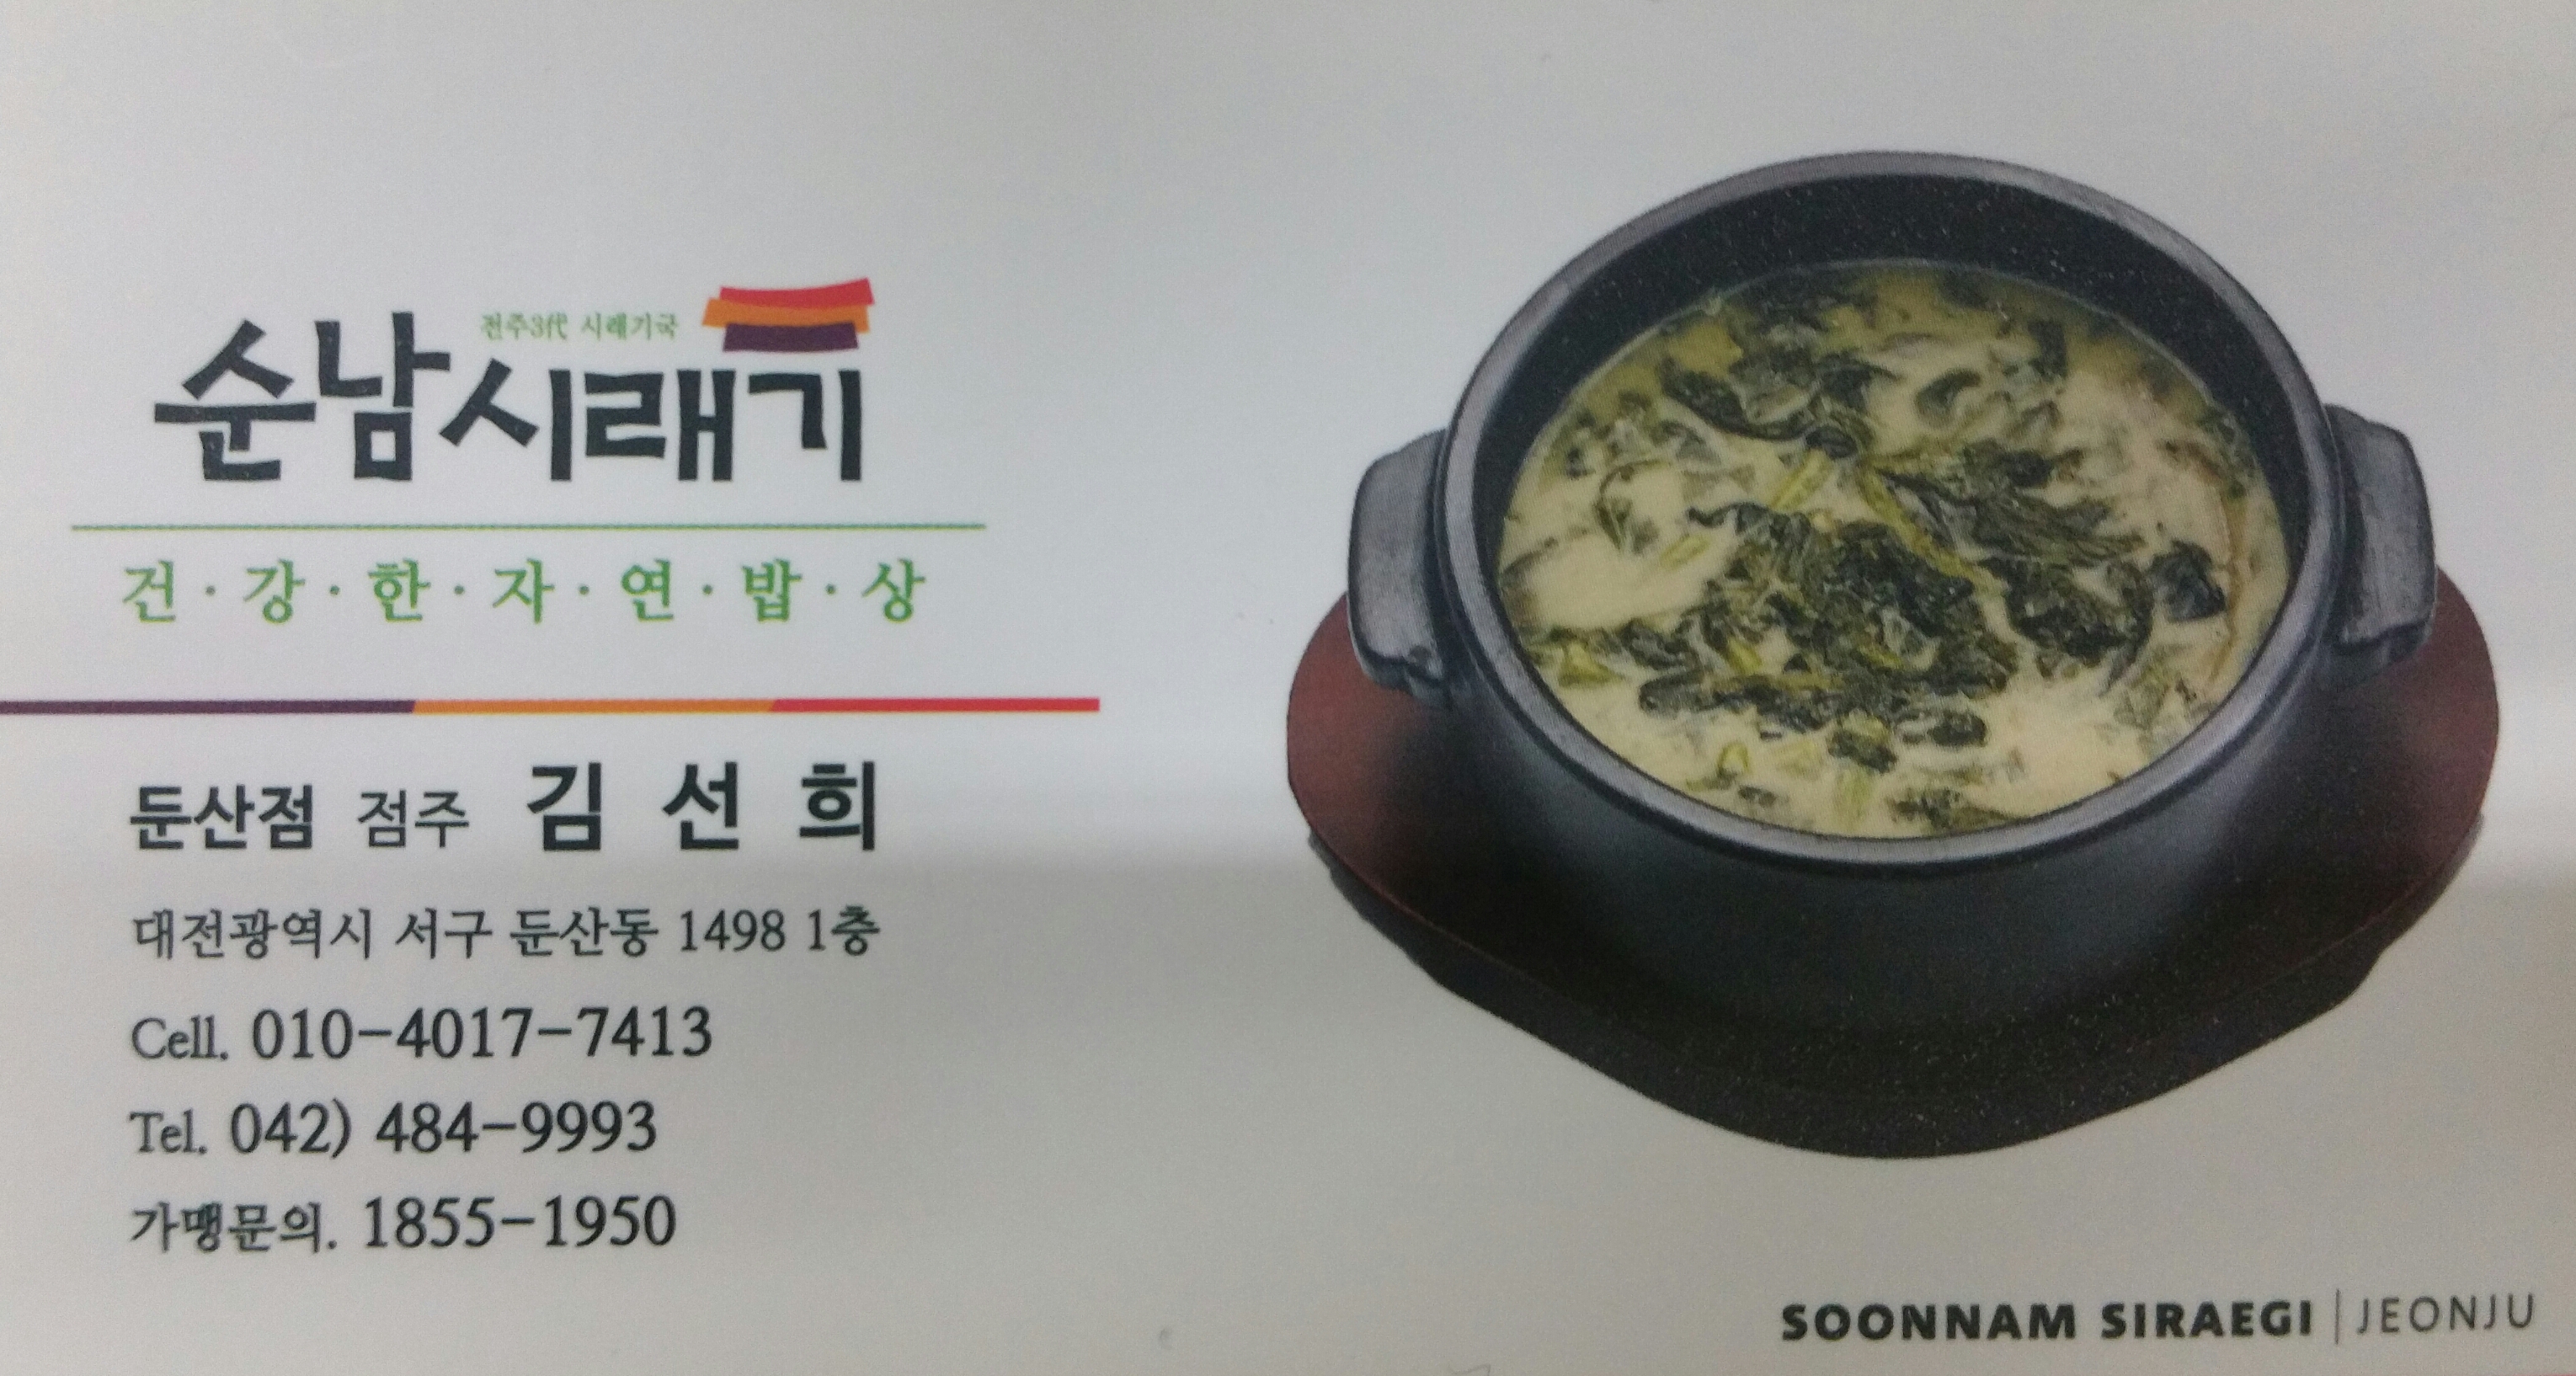 전주3代 시래기국
순남시래기
건·강·한·자·연·밥·상
둔산점 점주 김 선 희
대전광역시 서구 둔산동 1498 1층
Cell. 010-4017-7413
Tel. 042) 484-9993
가맹문의. 1855-1950
SOONNAM SIRAEGI | JEONJU